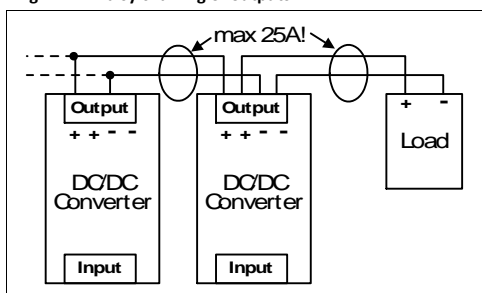 max 25A!
Output Output
+ + - - + + - - + -
Load
DC/DC DC/DC
Converter Converter
Input Input